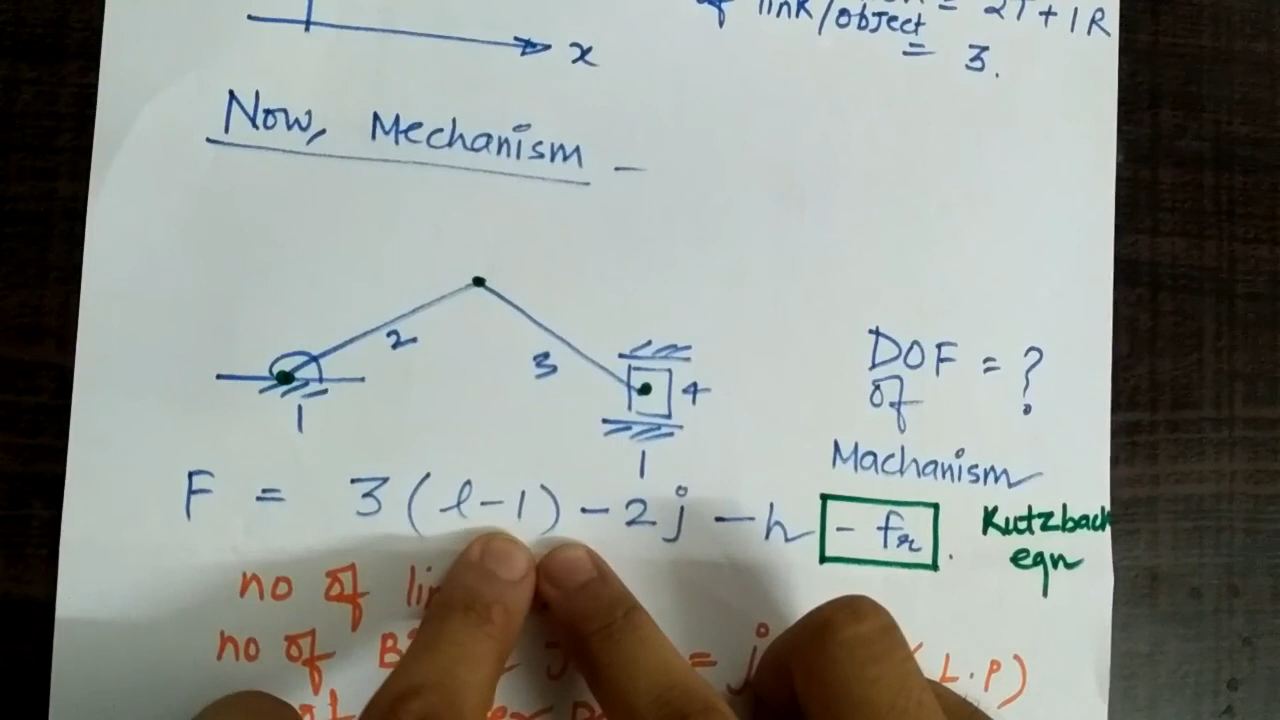 of link/object = 2T + 1R
= 3.
x
Now, Mechanism -
2
3
4
1
1
DOF = ?
of
Machanism
F = 3(l-1) - 2j - h - fr . Kutzback
eqn
no of
no of = j (L.P)